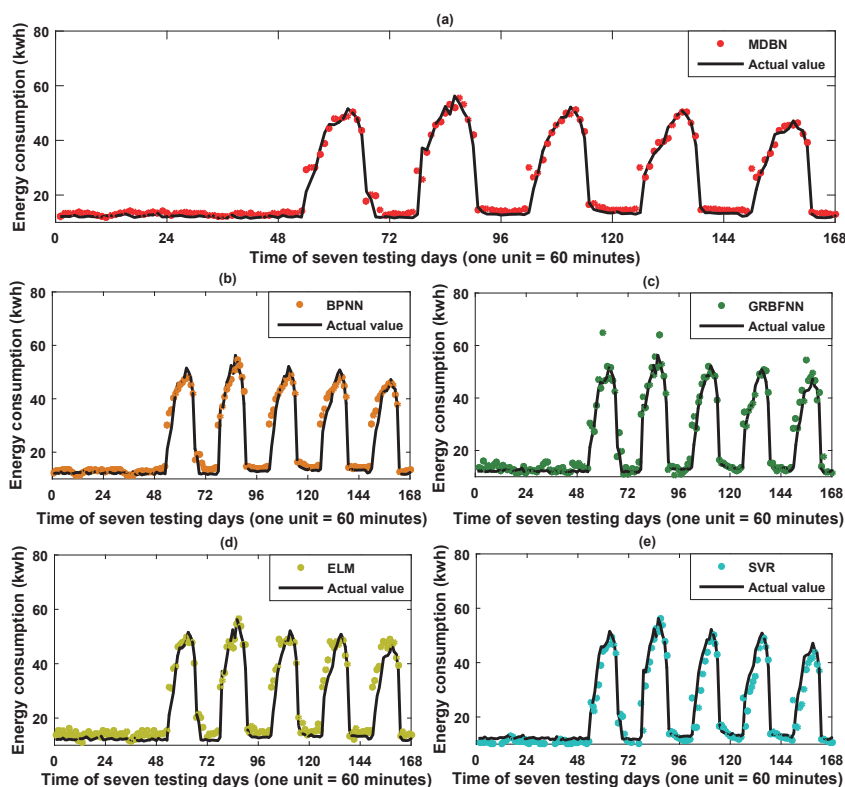 (a)
Energy consumption (kwh)
80
60
40
20
MDBN
Actual value
0 24 48 72 96 120 144 168
Time of seven testing days (one unit = 60 minutes)
(b)
Energy consumption (kwh)
80
60
40
20
BPNN
Actual value
0 24 48 72 96 120 144 168
Time of seven testing days (one unit = 60 minutes)
(c)
Energy consumption (kwh)
80
60
40
20
GRBFNN
Actual value
0 24 48 72 96 120 144 168
Time of seven testing days (one unit = 60 minutes)
(d)
Energy consumption (kwh)
80
60
40
20
ELM
Actual value
0 24 48 72 96 120 144 168
Time of seven testing days (one unit = 60 minutes)
(e)
Energy consumption (kwh)
80
60
40
20
SVR
Actual value
0 24 48 72 96 120 144 168
Time of seven testing days (one unit = 60 minutes)